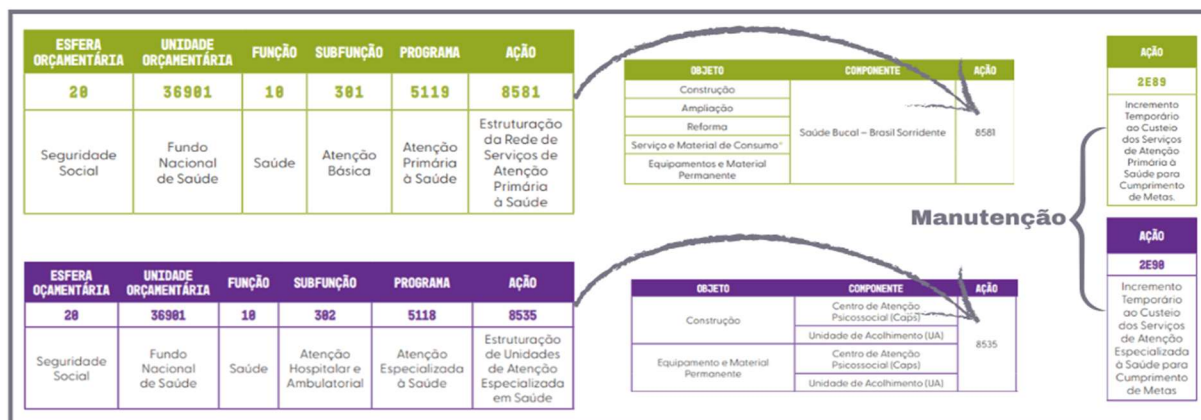 ESFERA ORÇAMENTÁRIA
UNIDADE ORÇAMENTÁRIA
FUNÇÃO
SUBFUNÇÃO
PROGRAMA
AÇÃO
20
36901
10
301
5119
8581
Seguridade
Social
Fundo
Nacional
de Saúde
Saúde
Atenção
Básica
Atenção
Primária
à Saúde
Estruturação
da Rede de
Serviços de
Atenção
Primária
à Saúde
OBJETO
COMPONENTE
AÇÃO
Construção
Ampliação
Reforma
Serviço e Material de Consumo*
Equipamentos e Material
Permanente
Saúde Bucal – Brasil Sorridente
8581
AÇÃO
2E89
Incremento
Temporário
ao Custeio
dos Serviços
de Atenção
Primária à
Saúde para
Cumprimento
de Metas.
Manutenção
ESFERA
OÇAMENTÁRIA
UNIDADE
ORÇAMENTÁRIA
FUNÇÃO
SUBFUNÇÃO
PROGRAMA
AÇÃO
20
36901
10
302
5118
8535
Seguridade
Social
Fundo
Nacional
de Saúde
Saúde
Atenção
Hospitalar e
Ambulatorial
Atenção
Especializada
à Saúde
Estruturação
de Unidades
de Atenção
Especializada
em Saúde
OBJETO
COMPONENTE
AÇÃO
Construção
Centro de Atenção
Psicossocial (Caps)
Unidade de Acolhimento (UA)
Equipamento e Material
Permanente
Centro de Atenção
Psicossocial (Caps)
Unidade de Acolhimento (UA)
8535
AÇÃO
2E90
Incremento
Temporário
ao Custeio
dos Serviços
de Atenção
Especializada
à Saúde para
Cumprimento
de Metas